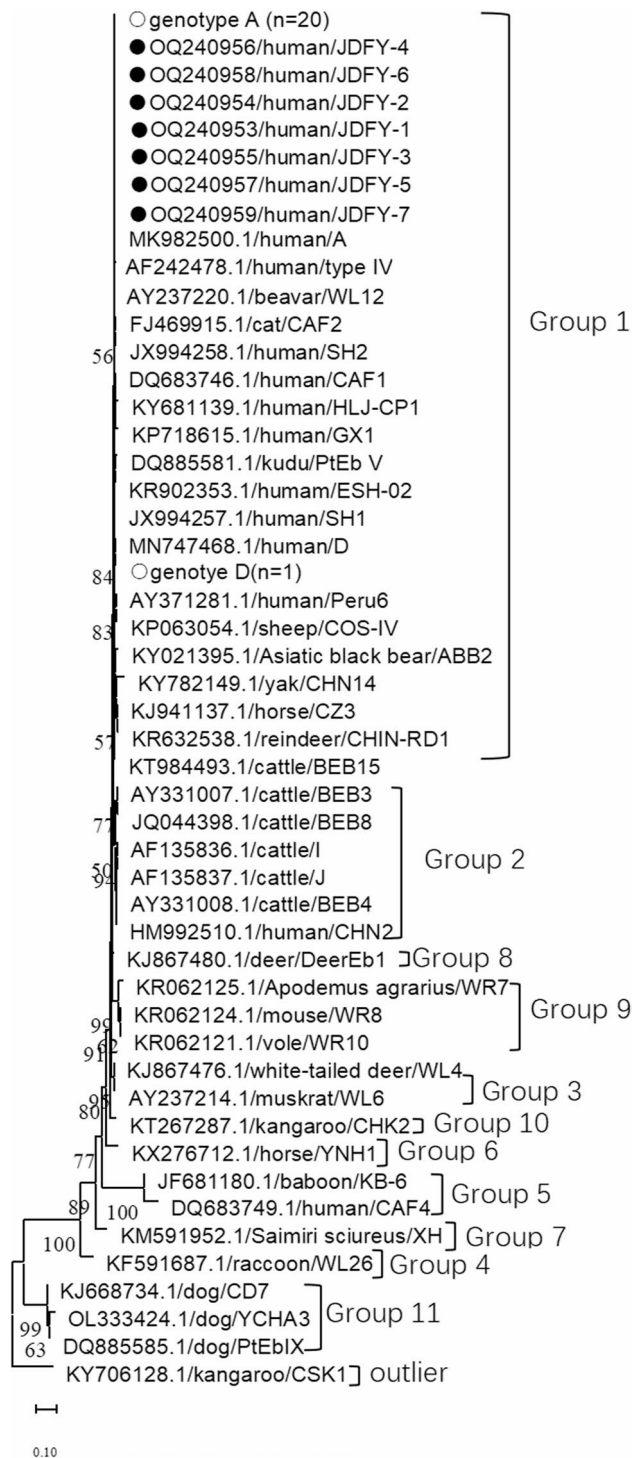 genotype A (n=20)
OQ240956/human/JDFY-4
OQ240958/human/JDFY-6
OQ240954/human/JDFY-2
OQ240953/human/JDFY-1
OQ240955/human/JDFY-3
OQ240957/human/JDFY-5
OQ240959/human/JDFY-7
MK982500.1/human/A
AF242478.1/human/type IV
AY237220.1/beavar/WL12
FJ469915.1/cat/CAF2
Group 1
56
JX994258.1/human/SH2
DQ683746.1/human/CAF1
KY681139.1/human/HLJ-CP1
KP718615.1/human/GX1
DQ885581.1/kudu/PtEb V
KR902353.1/humam/ESH-02
JX994257.1/human/SH1
MN747468.1/human/D
84
genotye D(n=1)
AY371281.1/human/Peru6
83
KP063054.1/sheep/COS-IV
KY021395.1/Asiatic black bear/ABB2
KY782149.1/yak/CHN14
KJ941137.1/horse/CZ3
57
KR632538.1/reindeer/CHIN-RD1
KT984493.1/cattle/BEB15
AY331007.1/cattle/BEB3
77
JQ044398.1/cattle/BEB8
AF135836.1/cattle/I
Group 2
50
94
AF135837.1/cattle/J
AY331008.1/cattle/BEB4
HM992510.1/human/CHN2
KJ867480.1/deer/DeerEb1
Group 8
KR062125.1/Apodemus agrarius/WR7
99
KR062124.1/mouse/WR8
Group 9
62
KR062121.1/vole/WR10
91
KJ867476.1/white-tailed deer/WL4
Group 3
95
AY237214.1/muskrat/WL6
80
KT267287.1/kangaroo/CHK2
Group 10
77
KX276712.1/horse/YNH1
Group 6
JF681180.1/baboon/KB-6
Group 5
89
100
DQ683749.1/human/CAF4
KM591952.1/Saimiri sciureus/XH
Group 7
100
KF591687.1/raccoon/WL26
Group 4
KJ668734.1/dog/CD7
99
OL333424.1/dog/YCHA3
Group 11
63
DQ885585.1/dog/PtEbIX
KY706128.1/kangaroo/CSK1
outlier
0.10